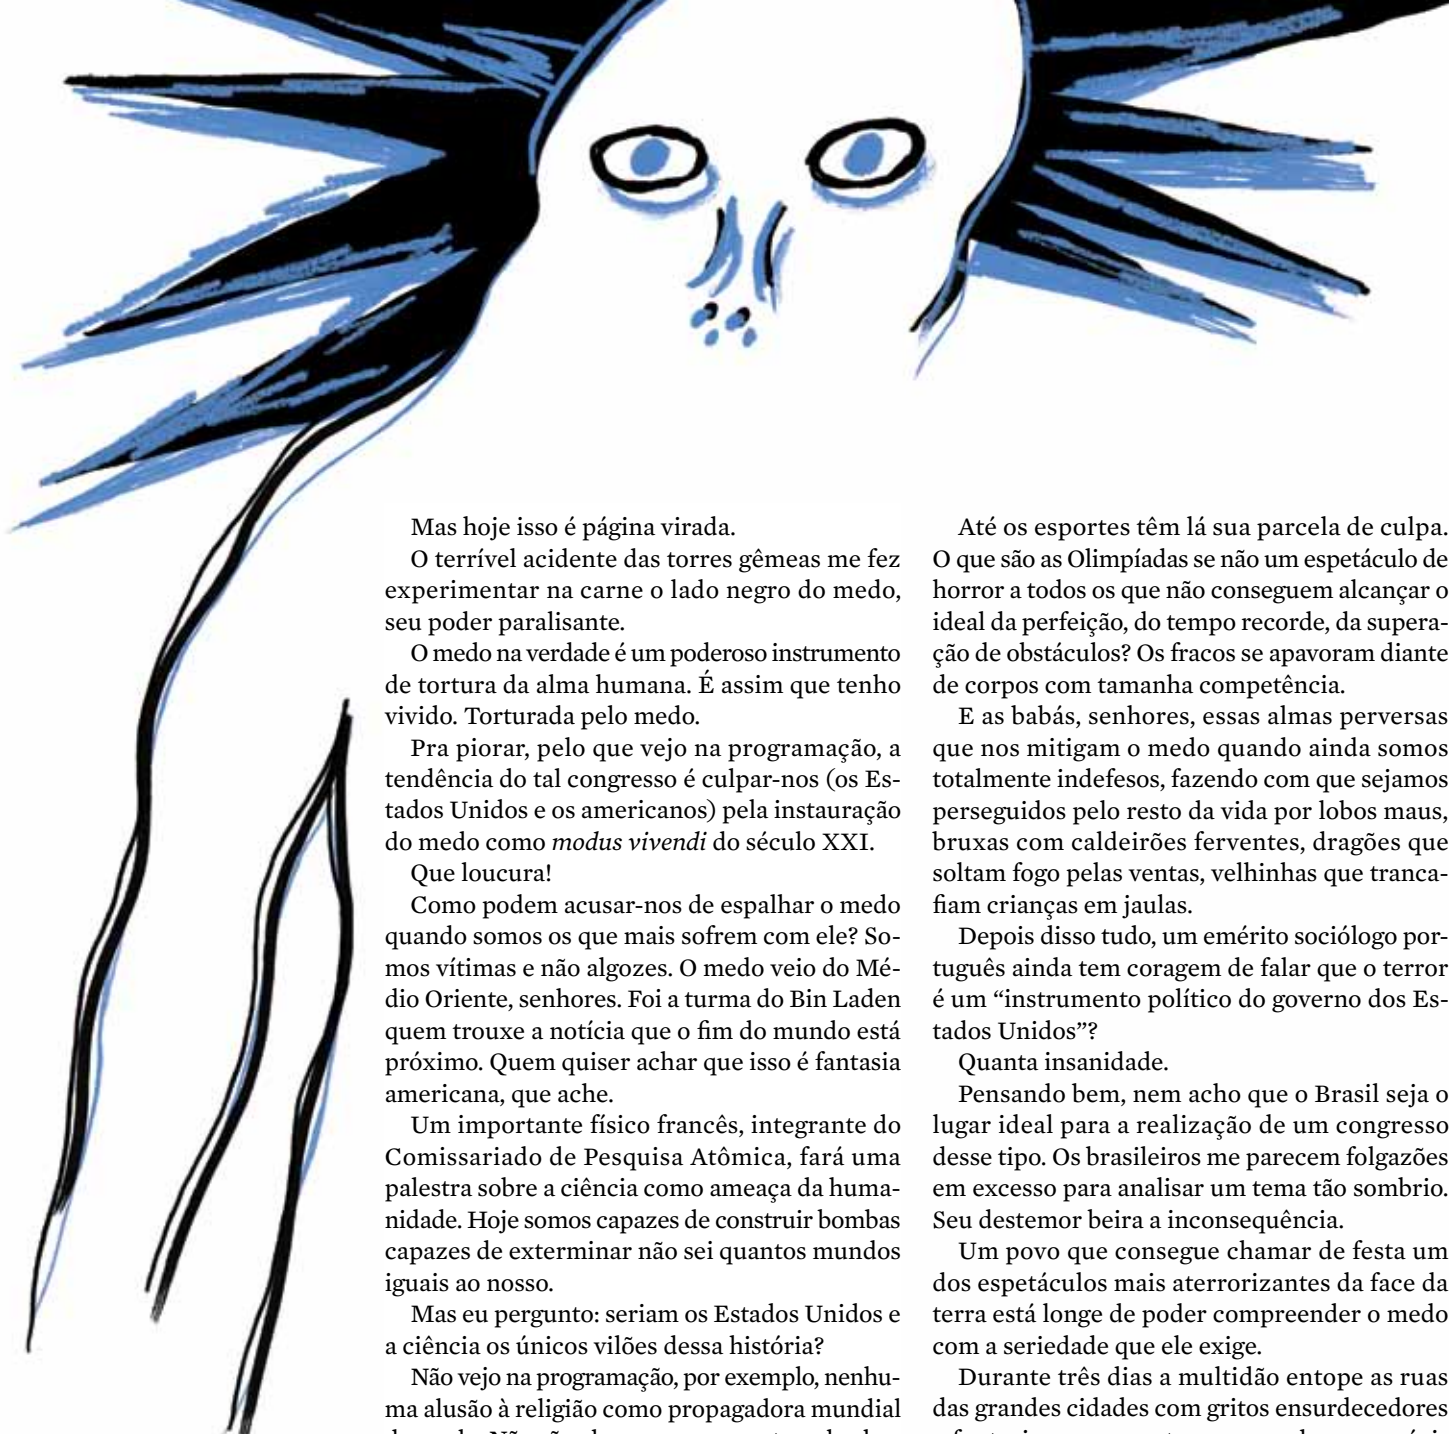 Mas hoje isso é página virada.
O terrível acidente das torres gêmeas me fez
experimentar na carne o lado negro do medo,
seu poder paralisante.
O medo na verdade é um poderoso instrumento
de tortura da alma humana. É assim que tenho
vivido. Torturada pelo medo.
Pra piorar, pelo que vejo na programação, a
tendência do tal congresso é culpar-nos (os Es-
tados Unidos e os americanos) pela instauração
do medo como modus vivendi do século XXI.
Que loucura!
Como podem acusar-nos de espalhar o medo
quando somos os que mais sofrem com ele? So-
mos vítimas e não algozes. O medo veio do Mé-
dio Oriente, senhores. Foi a turma do Bin Laden
quem trouxe a notícia que o fim do mundo está
próximo. Quem quiser achar que isso é fantasia
americana, que ache.
Um importante físico francês, integrante do
Comissariado de Pesquisa Atômica, fará uma
palestra sobre a ciência como ameaça da huma-
nidade. Hoje somos capazes de construir bombas
capazes de exterminar não sei quantos mundos
iguais ao nosso.
Mas eu pergunto: seriam os Estados Unidos e
a ciência os únicos vilões dessa história?
Não vejo na programação, por exemplo, nenhu-
ma alusão à religião como propagadora mundial
Até os esportes têm lá sua parcela de culpa.
O que são as Olimpíadas se não um espetáculo de
horror a todos os que não conseguem alcançar o
ideal da perfeição, do tempo recorde, da supera-
ção de obstáculos? Os fracos se apavoram diante
de corpos com tamanha competência.
E as babás, senhores, essas almas perversas
que nos mitigam o medo quando ainda somos
totalmente indefesos, fazendo com que sejamos
perseguidos pelo resto da vida por lobos maus,
bruxas com caldeirões ferventes, dragões que
soltam fogo pelas ventas, velhinhas que tranca-
fiam crianças em jaulas.
Depois disso tudo, um emérito sociólogo por-
tuguês ainda tem coragem de falar que o terror
é um “instrumento político do governo dos Es-
tados Unidos”?
Quanta insanidade.
Pensando bem, nem acho que o Brasil seja o
lugar ideal para a realização de um congresso
desse tipo. Os brasileiros me parecem folgazões
em excesso para analisar um tema tão sombrio.
Seu destemor beira a inconsequência.
Um povo que consegue chamar de festa um
dos espetáculos mais aterrorizantes da face da
terra está longe de poder compreender o medo
com a seriedade que ele exige.
Durante três dias a multidão entope as ruas
das grandes cidades com gritos ensurdecedores